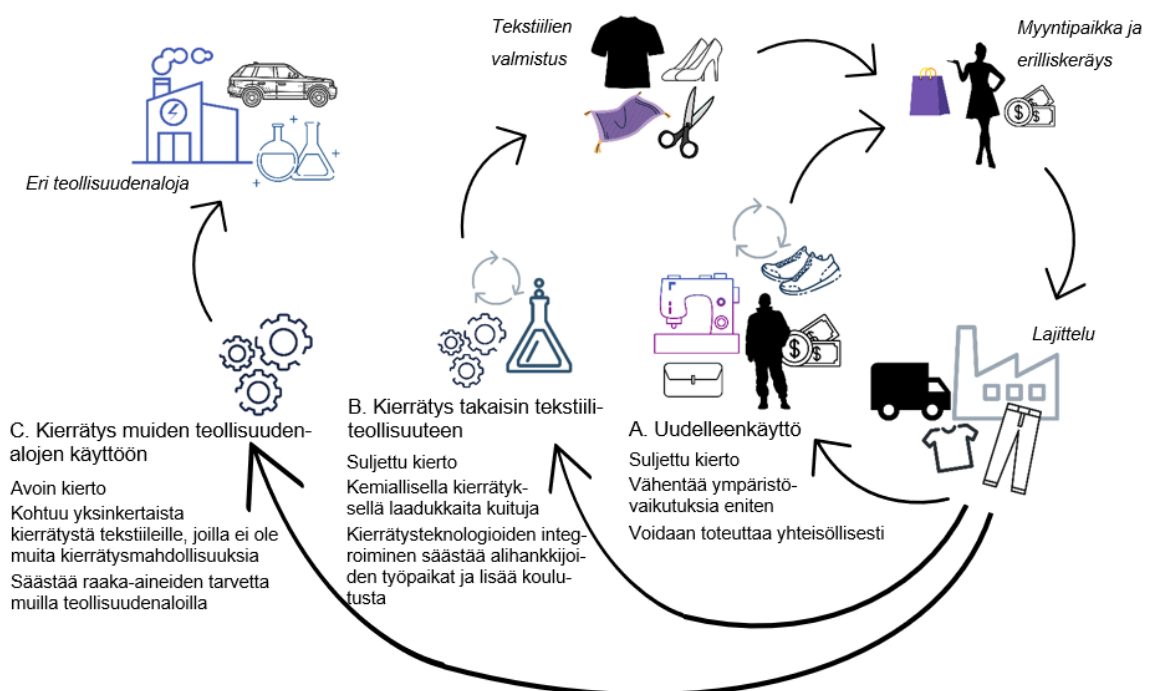 Tekstiilien
valmistus
Myyntipaikka ja
erilliskeräys
Eri teollisuudenaloja
Lajittelu
C. Kierrätys muiden teollisuuden-
alojen käyttöön
Avoin kierto
Kohtuu yksinkertaista
kierrätystä tekstiileille, joilla ei ole
muita kierrätysmahdollisuuksia
Säästää raaka-aineiden tarvetta
muilla teollisuudenaloilla
B. Kierrätys takaisin tekstiili-
teollisuuteen
Suljettu kierto
Kemiallisella kierrätyk-
sellä laadukkaita kuituja
Kierrätysteknologioiden integ-
roiminen säästää alihankkijoi-
den työpaikat ja lisää koulu-
tusta
A. Uudelleenkäyttö
Suljettu kierto
Vähentää ympäristö-
vaikutuksia eniten
Voidaan toteuttaa yhteisöllisesti